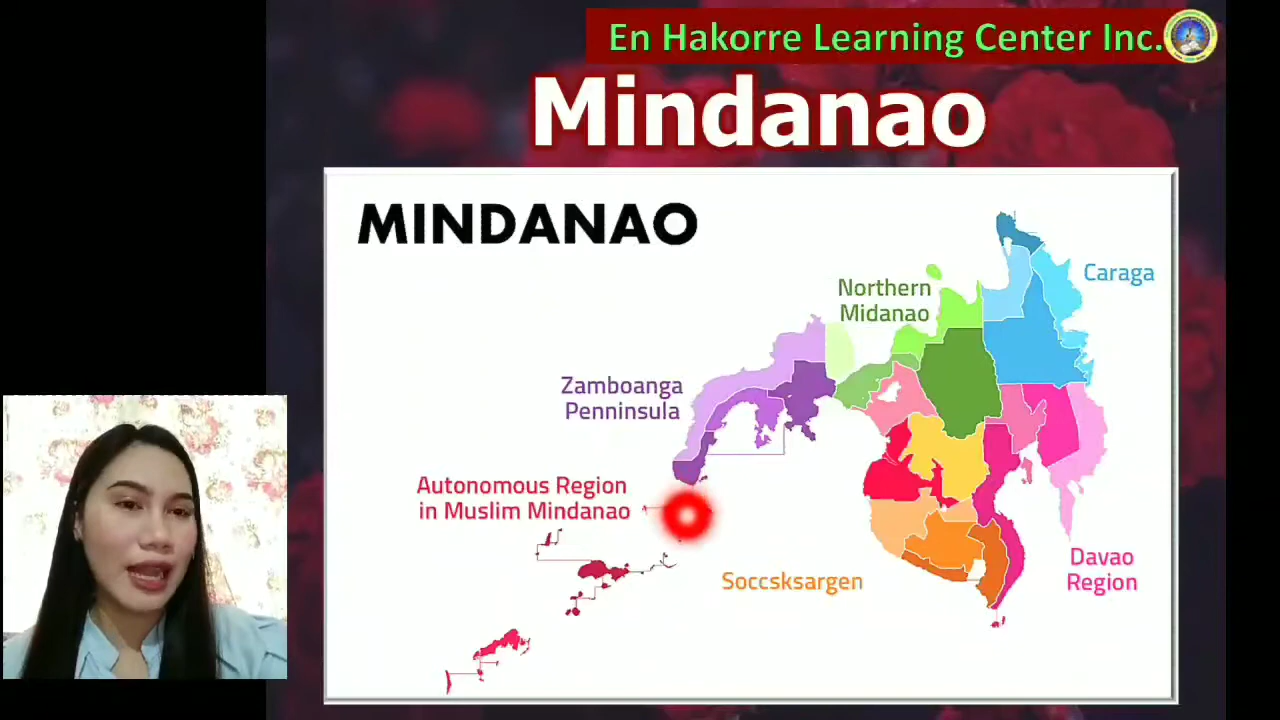 En Hakorre Learning Center Inc.
Mindanao
MINDANAO
Caraga
Northern
Midanao
Zamboanga
Penninsula
Autonomous Region
in Muslim Mindanao
Soccsksargen
Davao
Region